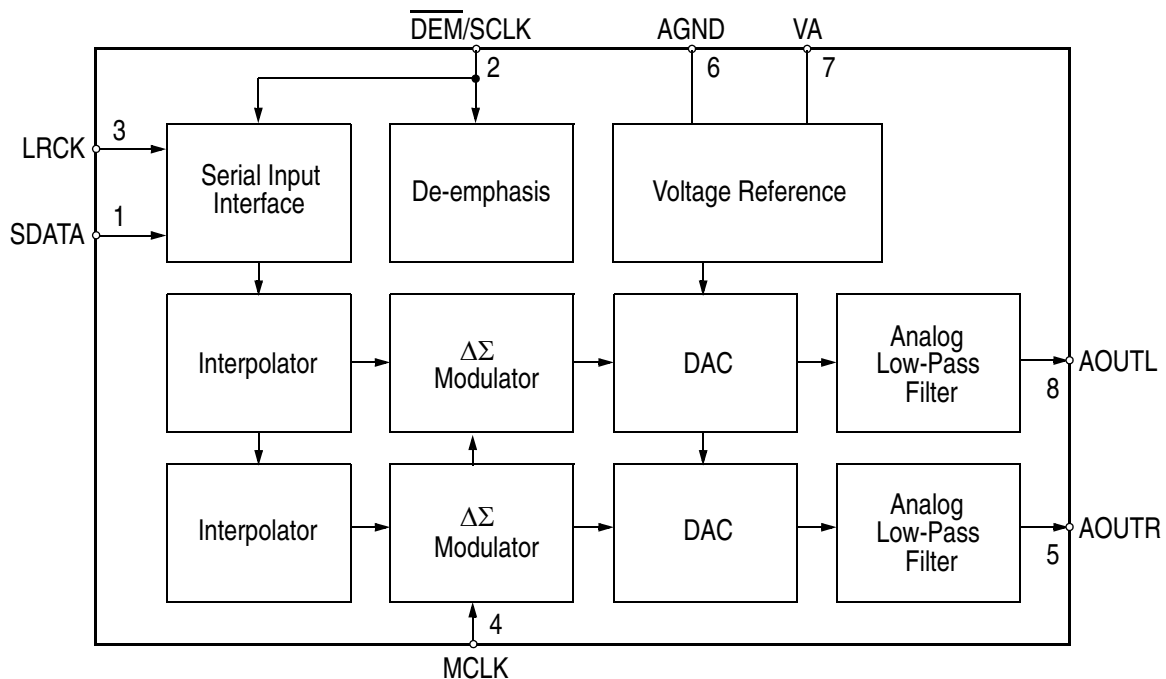 DEM/SCLK
AGND
VA
2
6
7
LRCK
3
SDATA
1
Serial Input
Interface
De-emphasis
Voltage Reference
Interpolator
ΔΣ
Modulator
DAC
Analog
Low-Pass
Filter
AOUTL
8
Interpolator
ΔΣ
Modulator
DAC
Analog
Low-Pass
Filter
AOUTR
5
4
MCLK